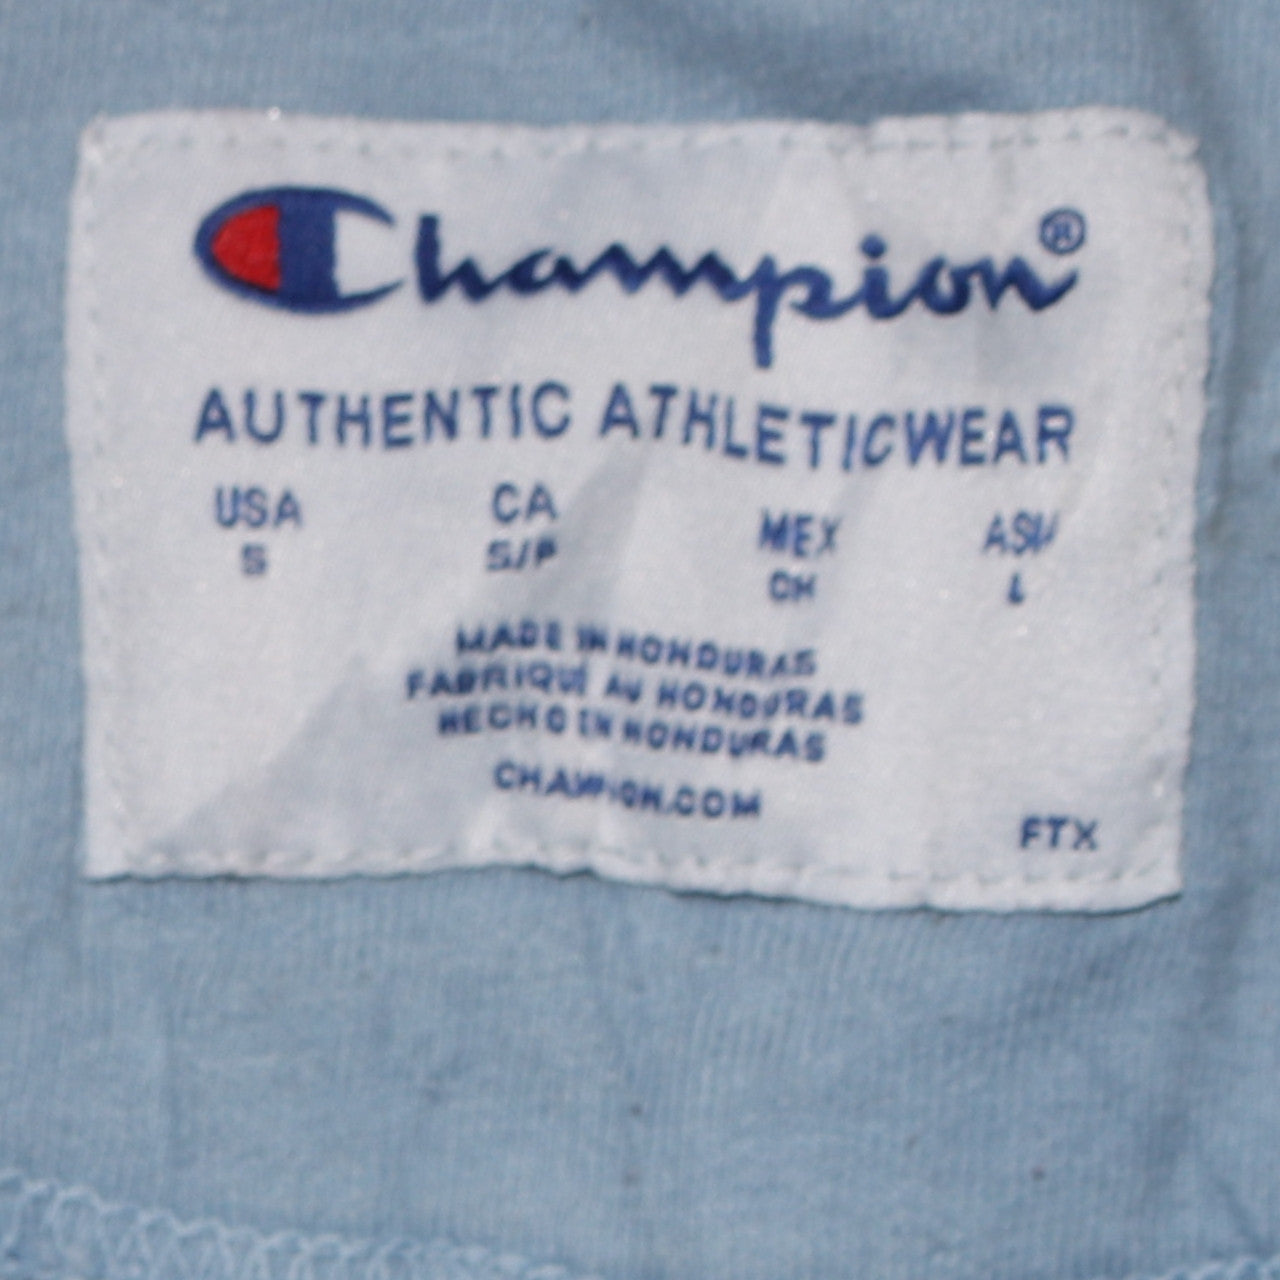 Champion®
AUTHENTIC ATHLETICWEAR
USA CA MEX ASIA
S S/P CH L
MADE IN HONDURAS
FABRIQUÉ AU HONDURAS
HECHO EN HONDURAS
CHAMPION.COM
FTX